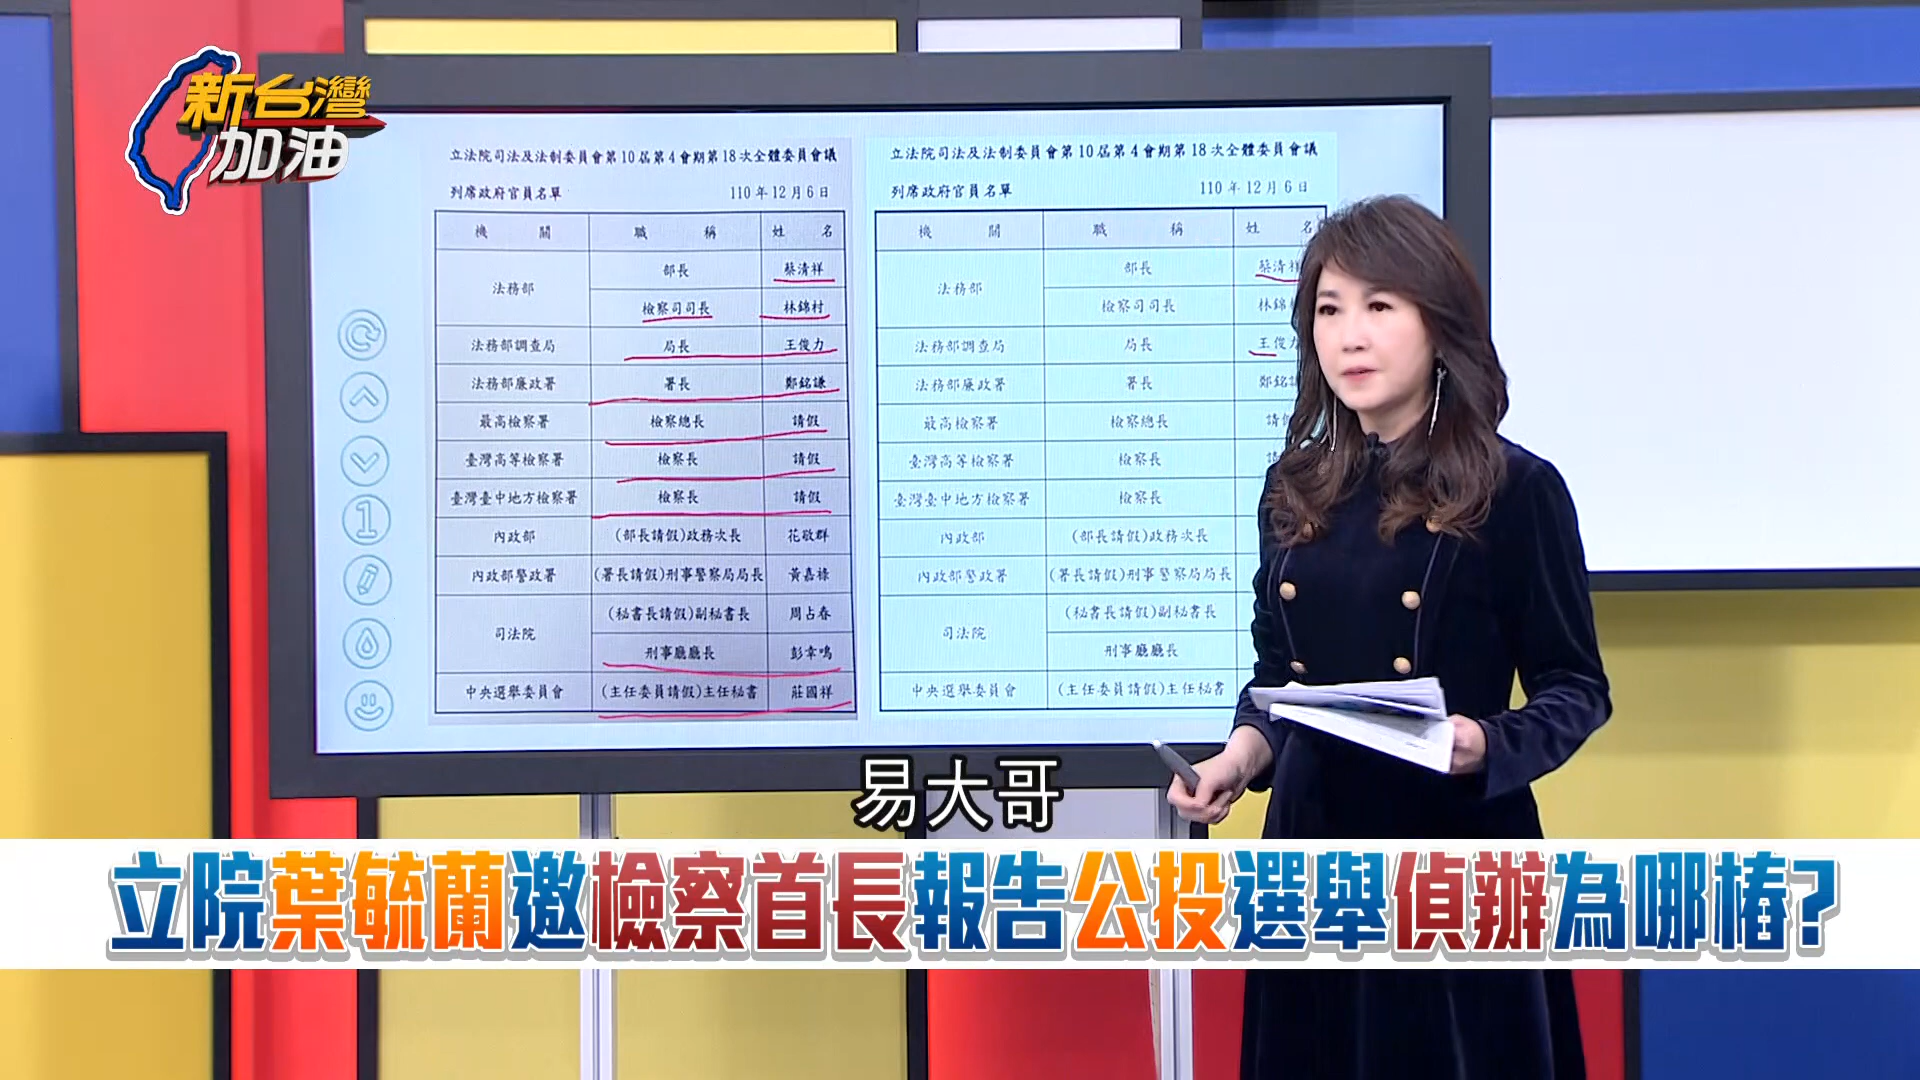 新台灣
加油
立法院司法及法制委員會第10屆第4會期第18次全體委員會議
列席政府官員名單 110年12月6日
機關 職稱 姓名
法務部 部長 蔡清祥
檢察司司長 林錦村
法務部調查局 局長 王俊力
法務部廉政署 署長 鄭銘謙
最高檢察署 檢察總長 請假
臺灣高等檢察署 檢察長 請假
臺灣臺中地方檢察署 檢察長 請假
內政部 (部長請假)政務次長 花敬群
內政部警政署 (署長請假)刑事警察局局長 黃嘉祿
司法院 (秘書長請假)副秘書長 周占春
刑事廳廳長 彭幸鳴
中央選舉委員會 (主任委員請假)主任秘書 莊國祥
立法院司法及法制委員會第10屆第4會期第18次全體委員會議
列席政府官員名單 110年12月6日
機關 職稱 姓名
法務部 部長 蔡清祥
檢察司司長 林錦
法務部調查局 局長 王俊力
法務部廉政署 署長 鄭銘
最高檢察署 檢察總長 請
臺灣高等檢察署 檢察長
臺灣臺中地方檢察署 檢察長
內政部 (部長請假)政務次長
內政部警政署 (署長請假)刑事警察局局長
司法院 (秘書長請假)副秘書長
刑事廳廳長
中央選舉委員會 (主任委員請假)主任秘書
1
易大哥
立院葉毓蘭邀檢察首長報告公投選舉偵辦為哪樁?